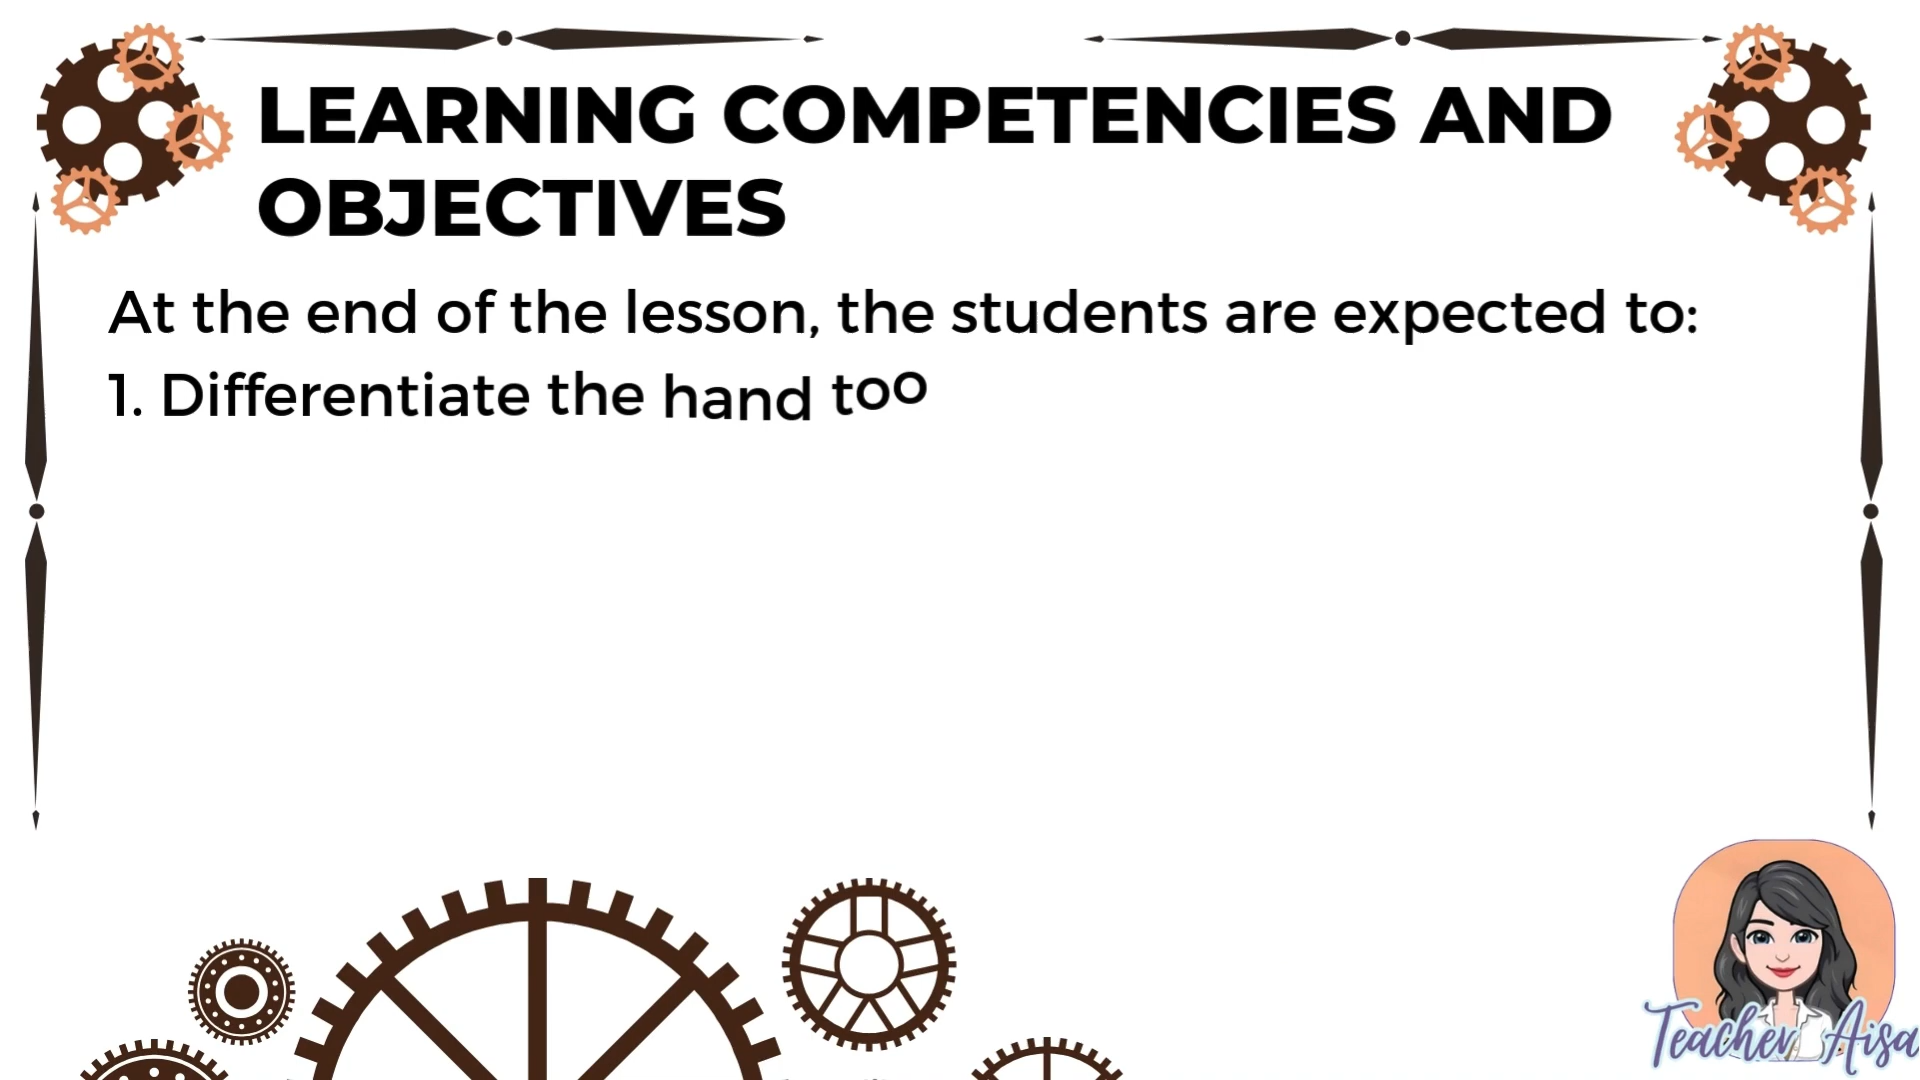 LEARNING COMPETENCIES AND
OBJECTIVES
At the end of the lesson, the students are expected to:
1. Differentiate the hand too
Teacher Aisa